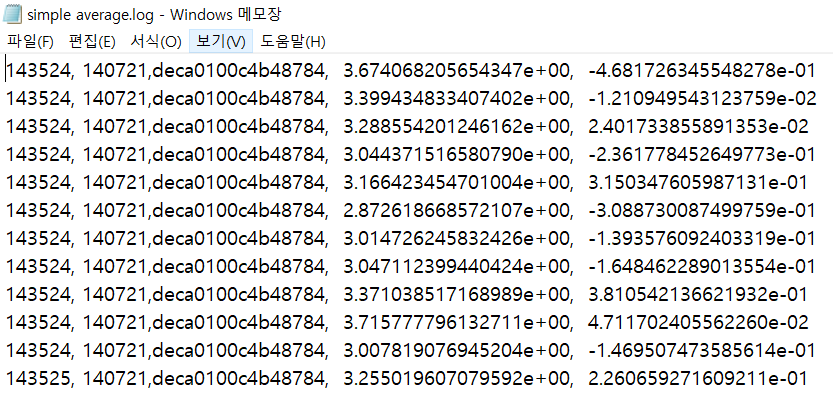 simple average.log - Windows 메모장
파일(F) 편집(E) 서식(O) 보기(V) 도움말(H)
143524, 140721,deca0100c4b48784, 3.674068205654347e+00, -4.681726345548278e-01
143524, 140721,deca0100c4b48784, 3.399434833407402e+00, -1.210949543123759e-02
143524, 140721,deca0100c4b48784, 3.288554201246162e+00, 2.401733855891353e-02
143524, 140721,deca0100c4b48784, 3.044371516580790e+00, -2.361778452649773e-01
143524, 140721,deca0100c4b48784, 3.166423454701004e+00, 3.150347605987131e-01
143524, 140721,deca0100c4b48784, 2.872618668572107e+00, -3.088730087499759e-01
143524, 140721,deca0100c4b48784, 3.014726245832426e+00, -1.393576092403319e-01
143524, 140721,deca0100c4b48784, 3.047112399440424e+00, -1.648462289013554e-01
143524, 140721,deca0100c4b48784, 3.371038517168989e+00, 3.810542136621932e-01
143524, 140721,deca0100c4b48784, 3.715777796132711e+00, 4.711702405562260e-02
143524, 140721,deca0100c4b48784, 3.007819076945204e+00, -1.469507473585614e-01
143525, 140721,deca0100c4b48784, 3.255019607079592e+00, 2.260659271609211e-01